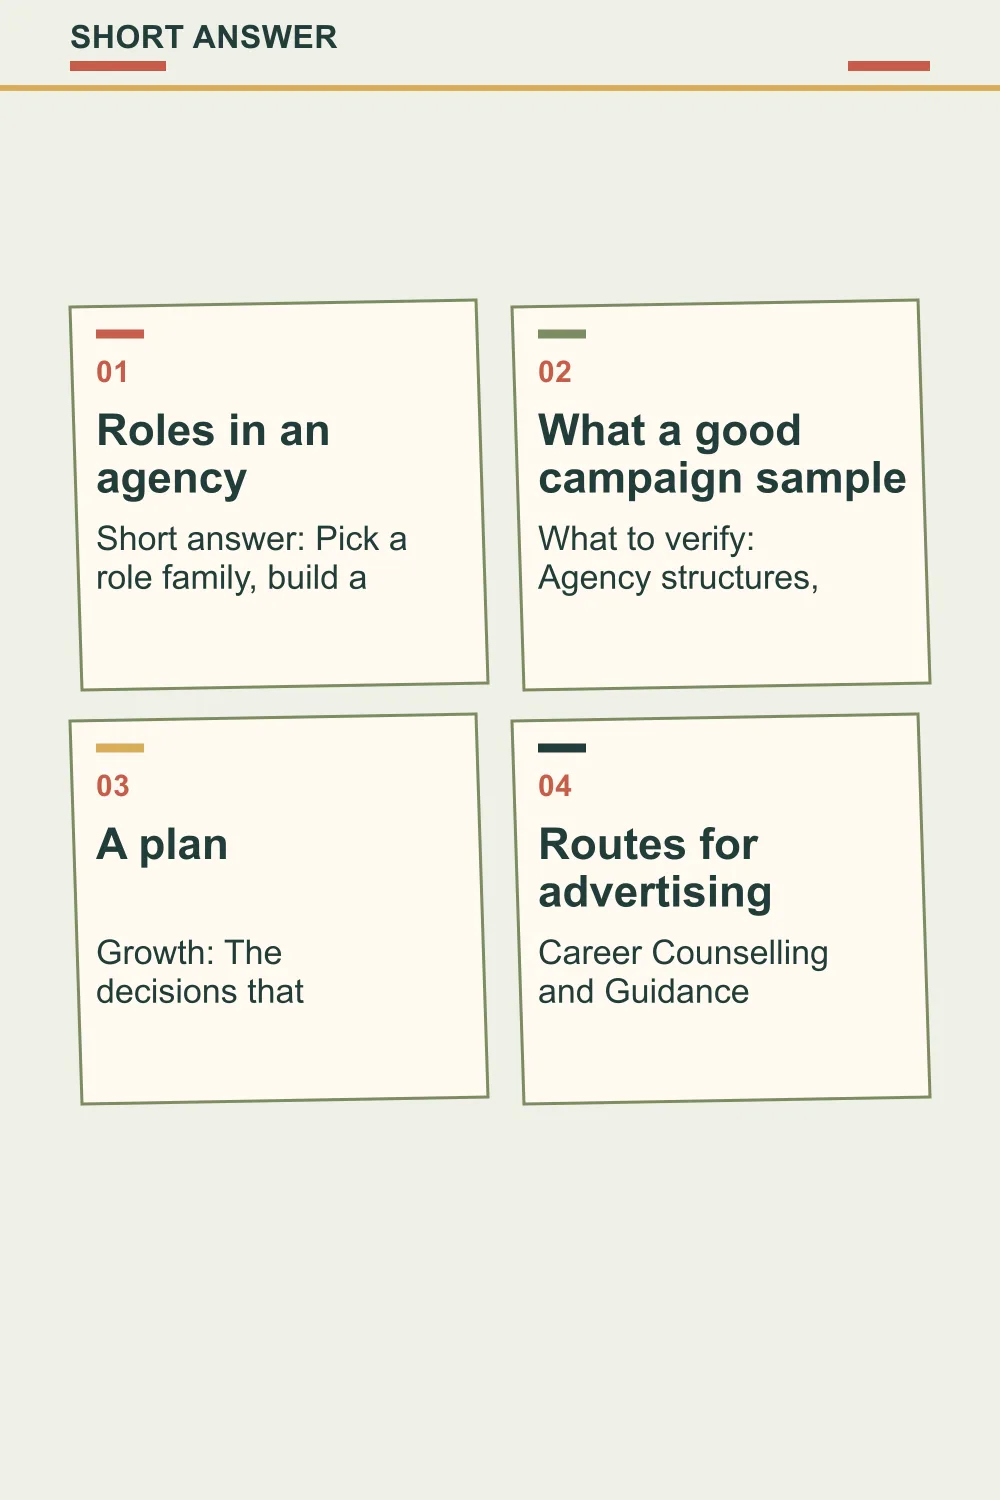 SHORT ANSWER
01
Roles in an
agency
Short answer: Pick a
role family, build a
02
What a good
campaign sample
What to verify:
Agency structures,
03
A plan
Growth: The
decisions that
04
Routes for
advertising
Career Counselling
and Guidance